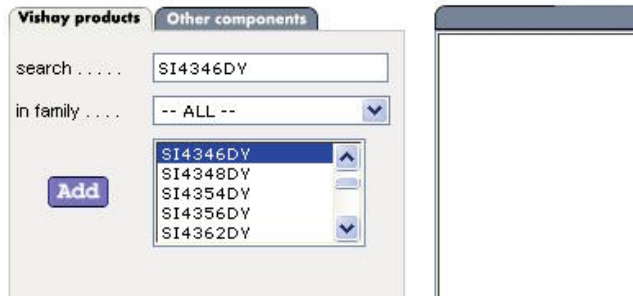 Vishay products Other components
search ..... SI4346DY
in family .... -- ALL --
SI4346DY
SI4348DY
SI4354DY
SI4356DY
SI4362DY
Add